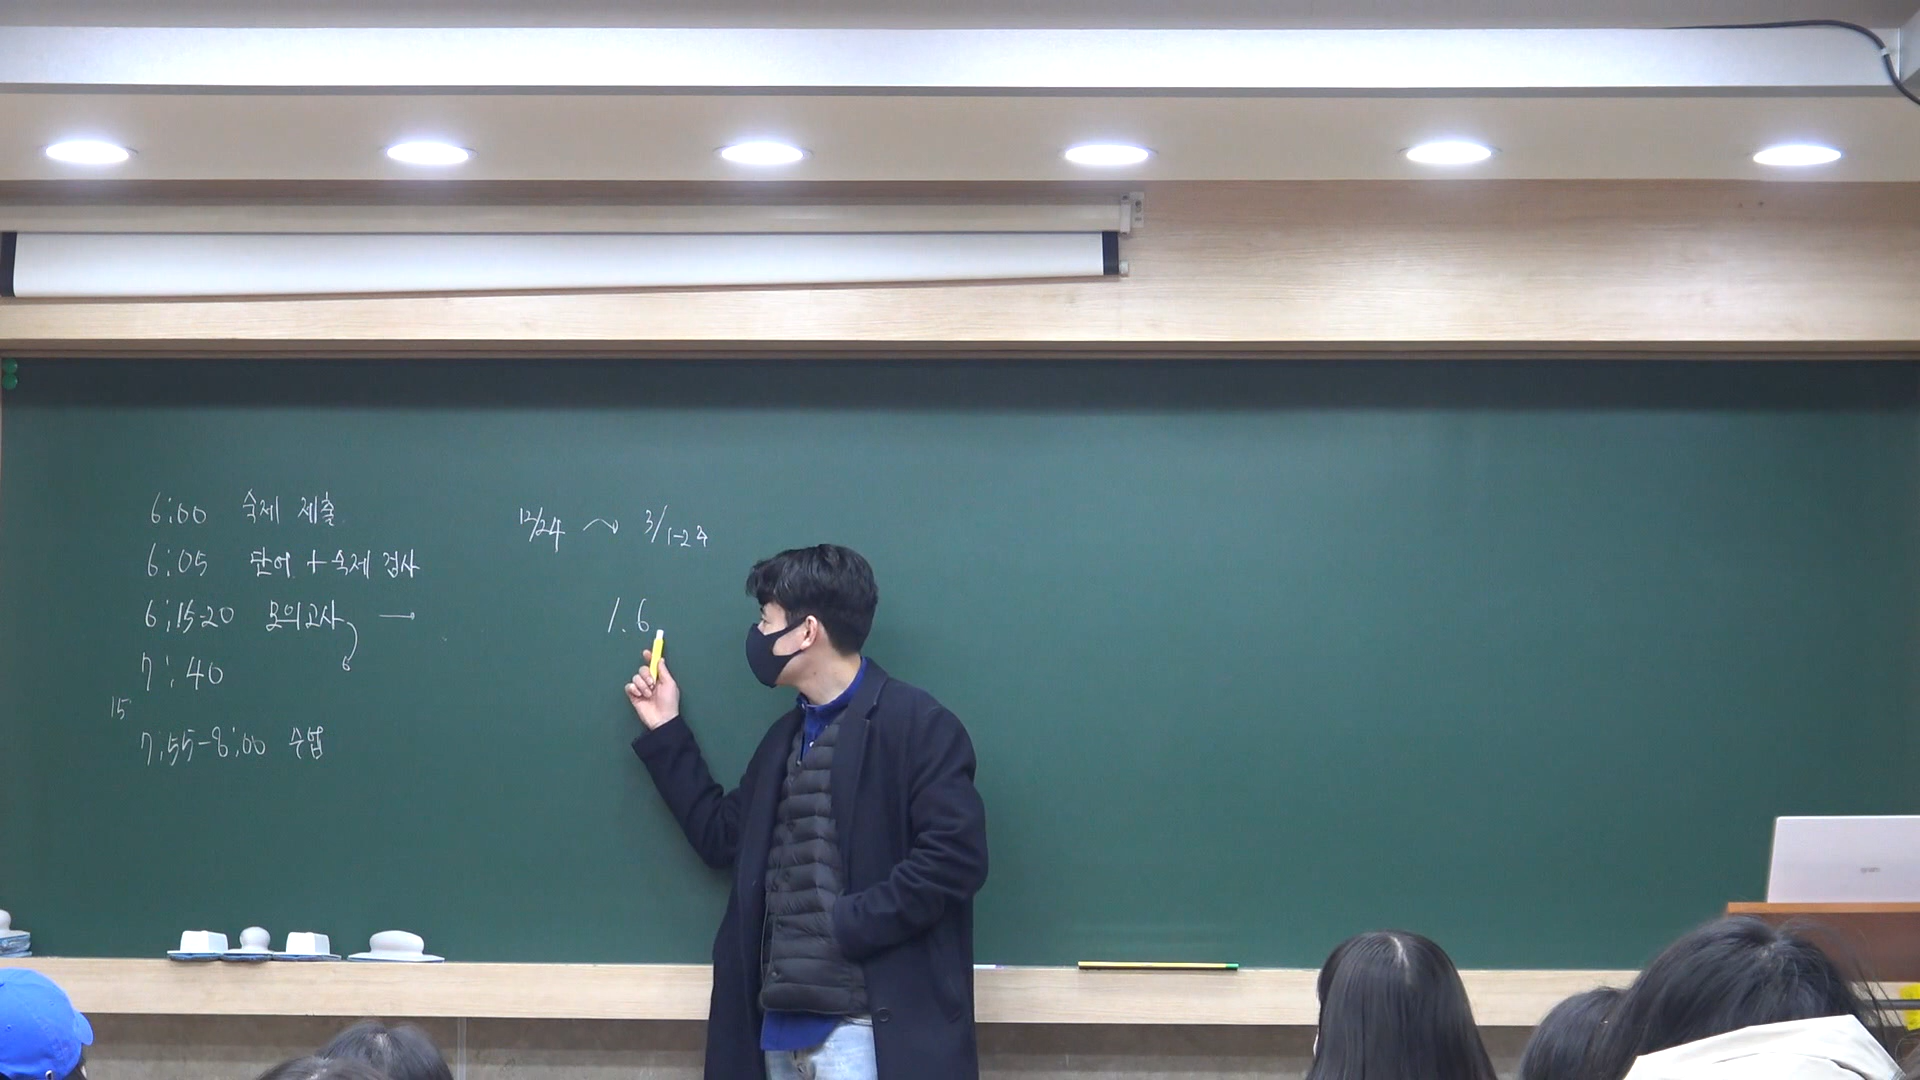 6:00 숙제 제출
6:05 단어 + 숙제 검사
6:15-20 모의고사 →
7:40
15
7:55-8:00 수업
12/24 ~ 3/1-2주
1.6
gram